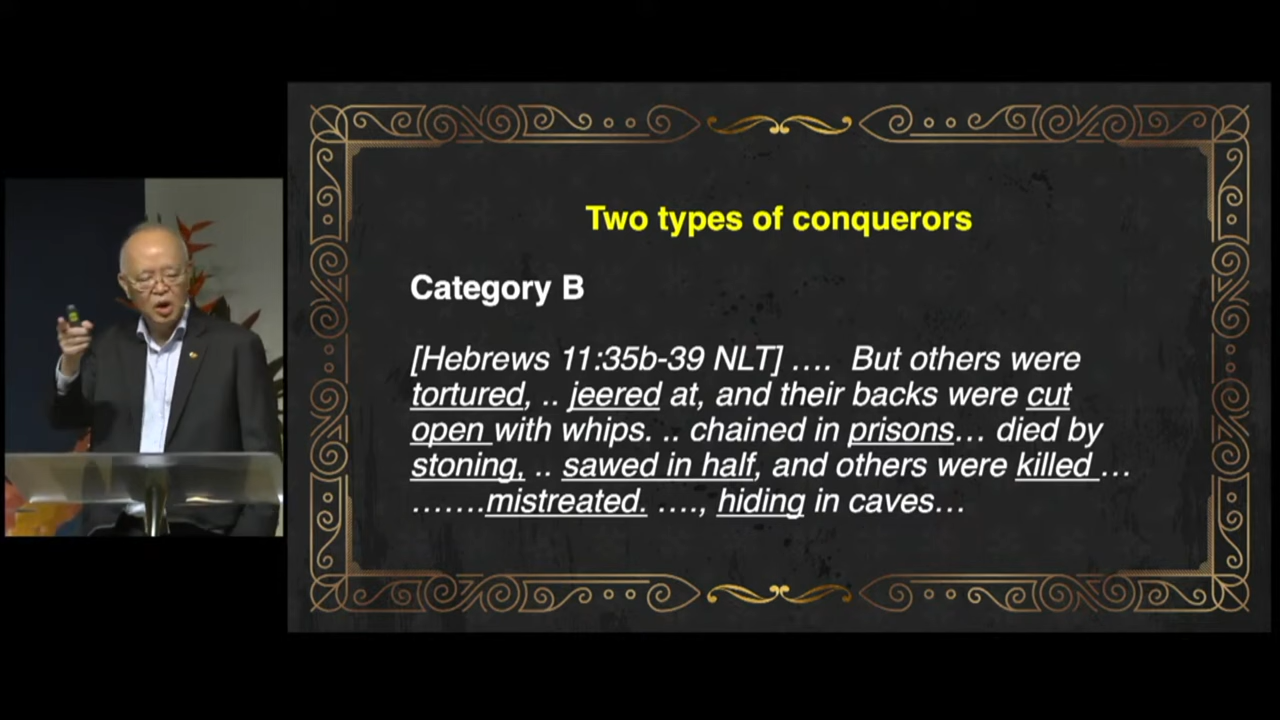 Two types of conquerors
Category B
[Hebrews 11:35b-39 NLT] …. But others were
tortured, .. jeered at, and their backs were cut
open with whips. .. chained in prisons… died by
stoning, .. sawed in half, and others were killed …
…….mistreated. …., hiding in caves…